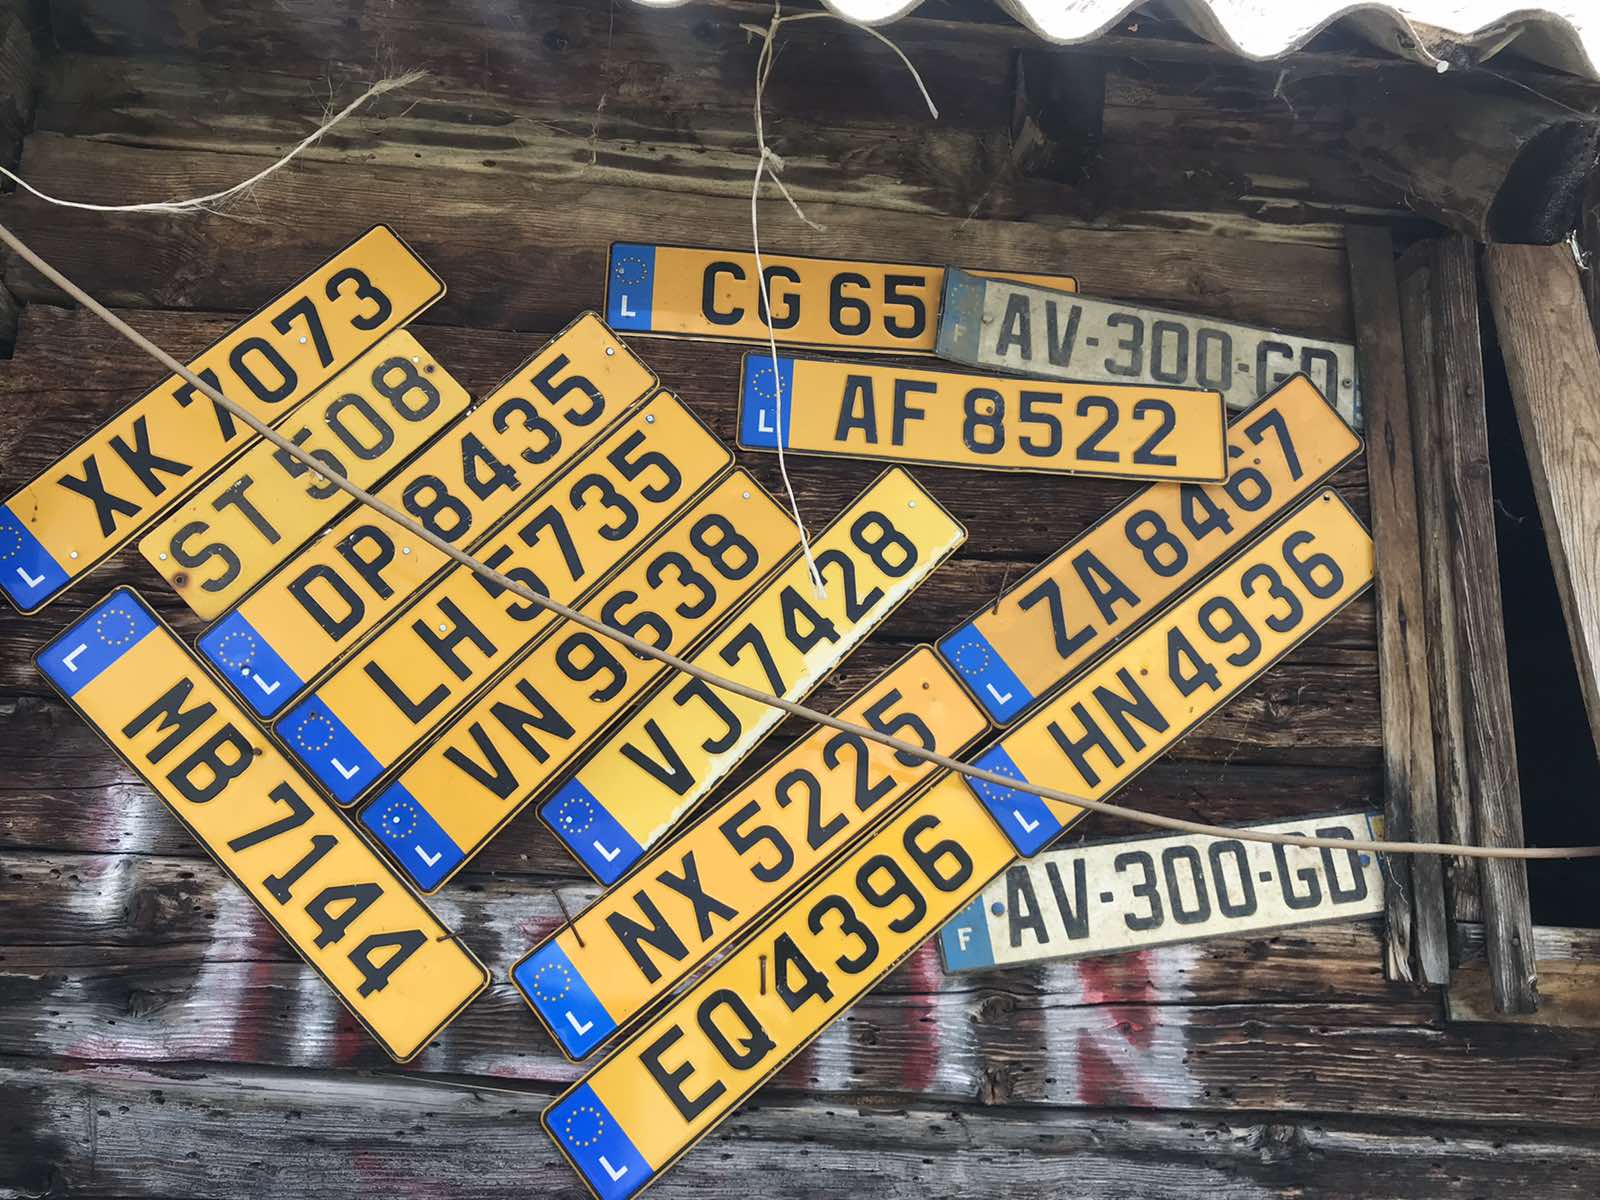 L CG 65
F AV-300-GD
L AF 8522
L XK 7073
ST 508
L DP 8435
L LH 5735
L VN 9638
L VJ 7428
L ZA 8467
L HN 4936
L MB 7144
L NX 5225
L EQ 4396
F AV-300-GD